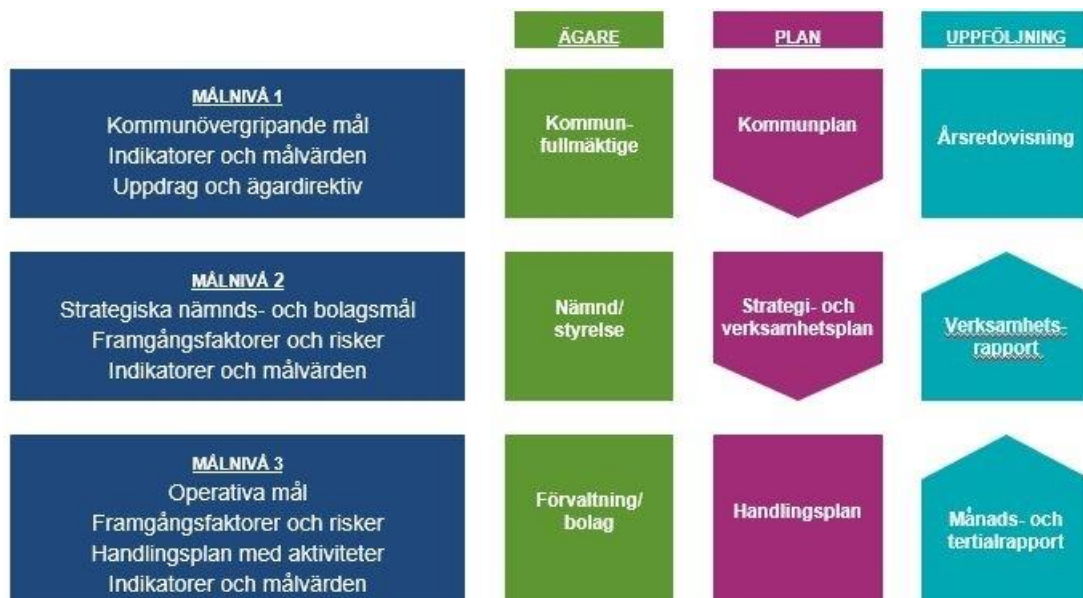 ÄGARE
PLAN
UPPFÖLJNING
MÅLNIVÅ 1
Kommunövergripande mål
Indikatorer och målvärden
Uppdrag och ägardirektiv
Kommun-
fullmäktige
Kommunplan
Årsredovisning
MÅLNIVÅ 2
Strategiska nämnds- och bolagsmål
Framgångsfaktorer och risker
Indikatorer och målvärden
Nämnd/
styrelse
Strategi- och
verksamhetsplan
Verksamhets-
rapport
MÅLNIVÅ 3
Operativa mål
Framgångsfaktorer och risker
Handlingsplan med aktiviteter
Indikatorer och målvärden
Förvaltning/
bolag
Handlingsplan
Månads- och
tertialrapport